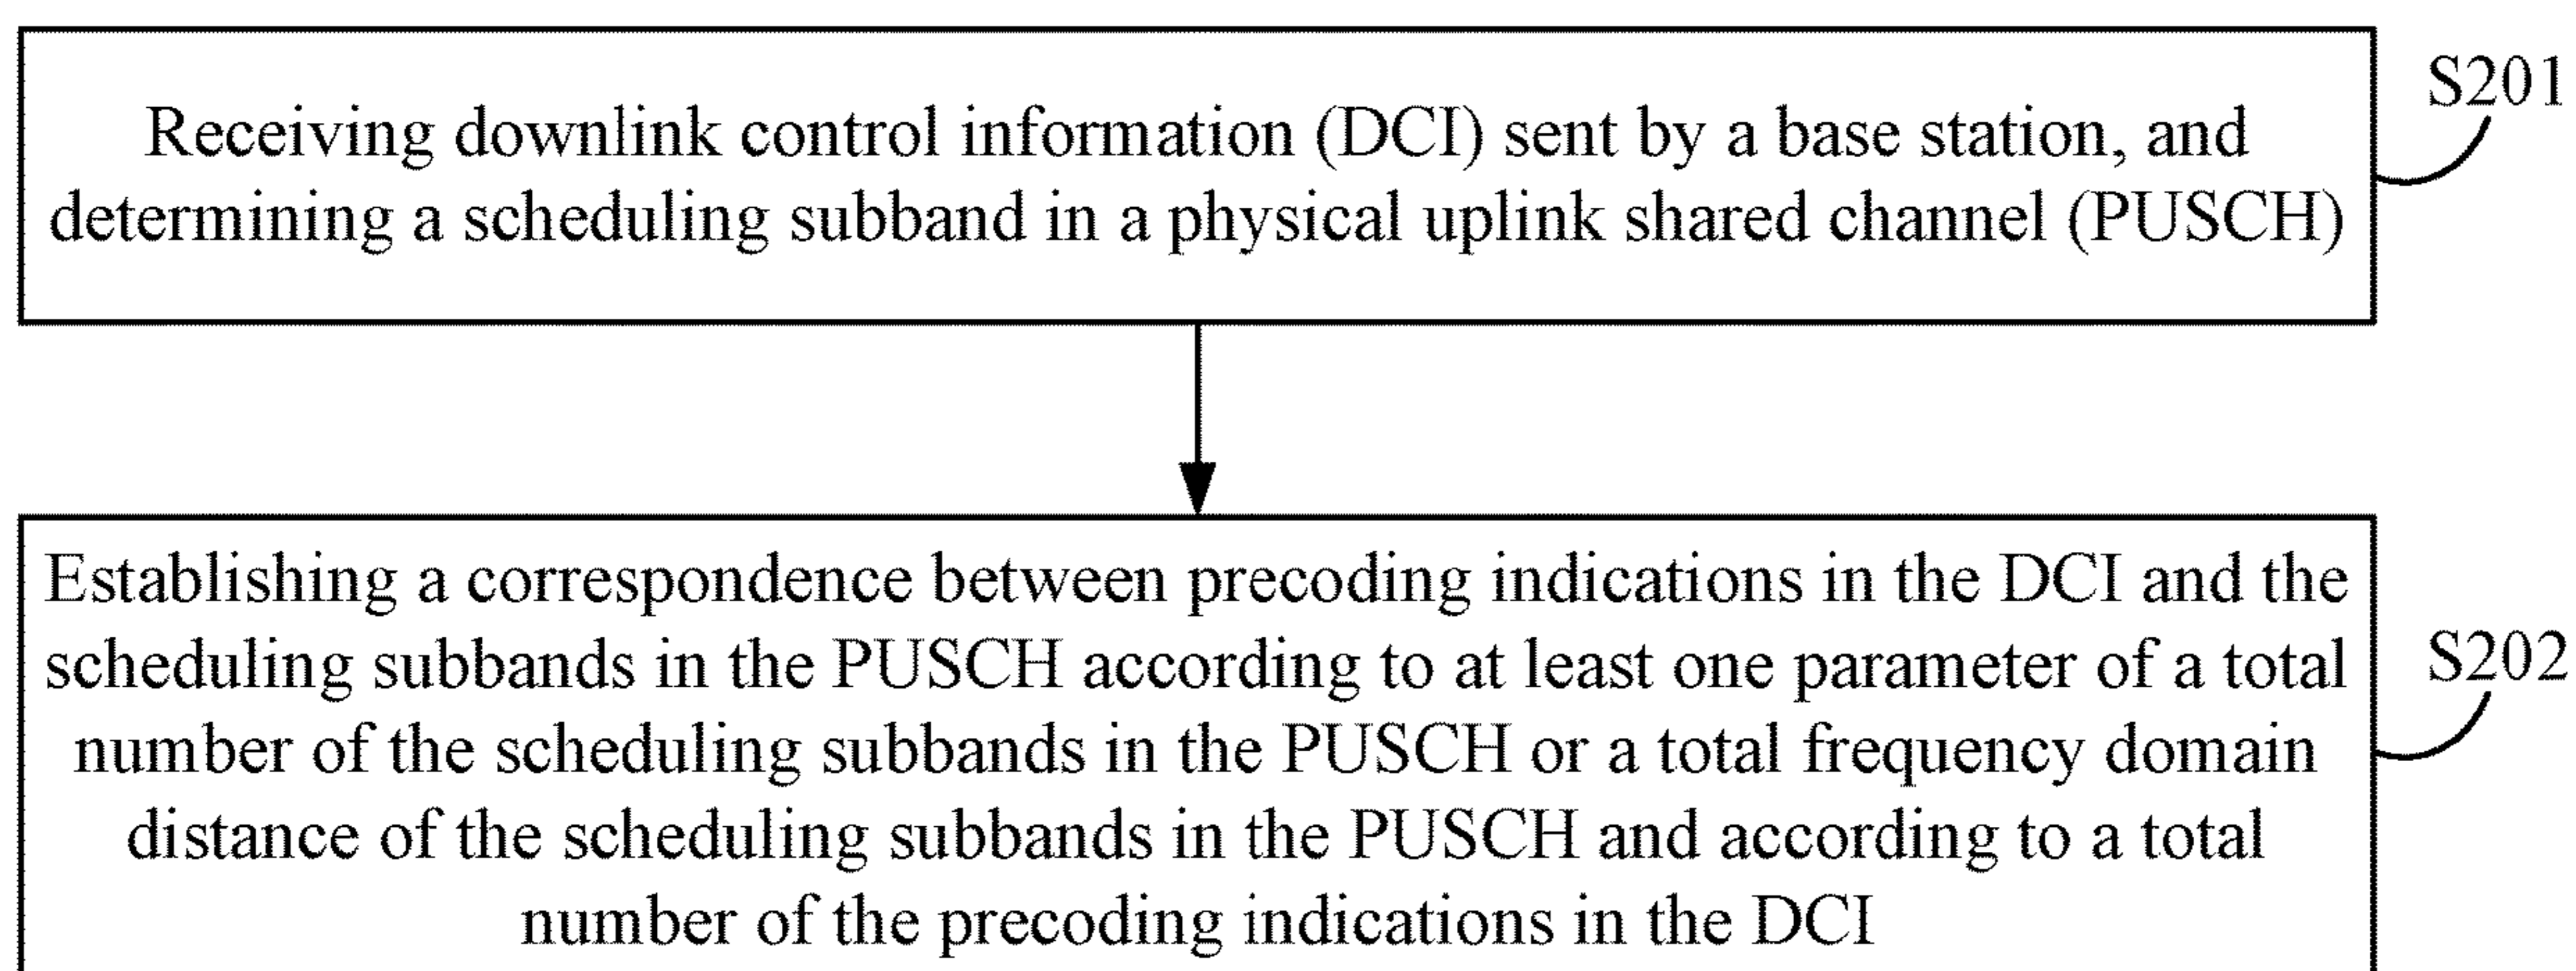 Receiving downlink control information (DCI) sent by a base station, and
determining a scheduling subband in a physical uplink shared channel (PUSCH)
S201
Establishing a correspondence between precoding indications in the DCI and the
scheduling subbands in the PUSCH according to at least one parameter of a total
number of the scheduling subbands in the PUSCH or a total frequency domain
distance of the scheduling subbands in the PUSCH and according to a total
number of the precoding indications in the DCI
S202